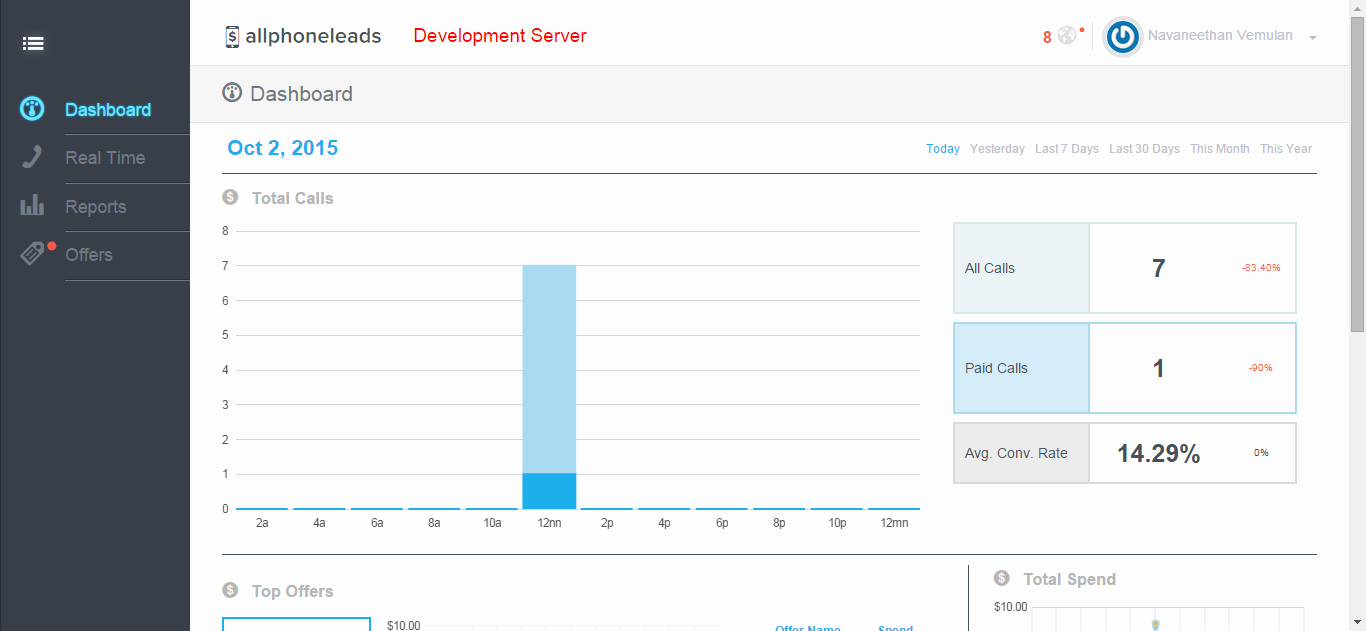 allphoneleads
Development Server
8
Navaneethan Vemulan
Dashboard
Real Time
Reports
Offers
Dashboard
Oct 2, 2015
Today Yesterday Last 7 Days Last 30 Days This Month This Year
$ Total Calls
8
7
6
5
4
3
2
1
0
2a 4a 6a 8a 10a 12nn 2p 4p 6p 8p 10p 12mn
All Calls 7 -83.40%
Paid Calls 1 -90%
Avg. Conv. Rate 14.29% 0%
$ Top Offers
$10.00
Offer Name Spend
$ Total Spend
$10.00